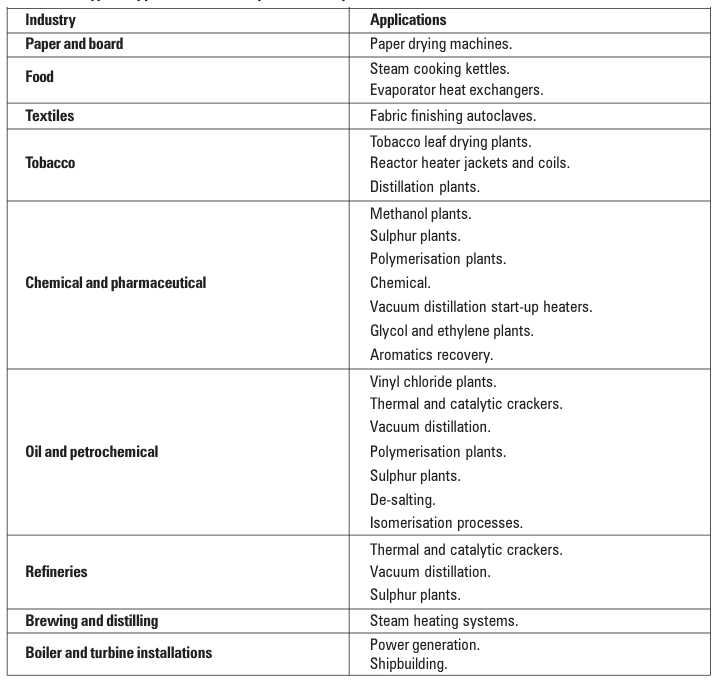 Industry Applications
Paper and board Paper drying machines.
Food
Steam cooking kettles.
Evaporator heat exchangers.
Textiles Fabric finishing autoclaves.
Tobacco
Tobacco leaf drying plants.
Reactor heater jackets and coils.
Distillation plants.
Chemical and pharmaceutical
Methanol plants.
Sulphur plants.
Polymerisation plants.
Chemical.
Vacuum distillation start-up heaters.
Glycol and ethylene plants.
Aromatics recovery.
Oil and petrochemical
Vinyl chloride plants.
Thermal and catalytic crackers.
Vacuum distillation.
Polymerisation plants.
Sulphur plants.
De-salting.
Isomerisation processes.
Refineries
Thermal and catalytic crackers.
Vacuum distillation.
Sulphur plants.
Brewing and distilling Steam heating systems.
Boiler and turbine installations
Power generation.
Shipbuilding.